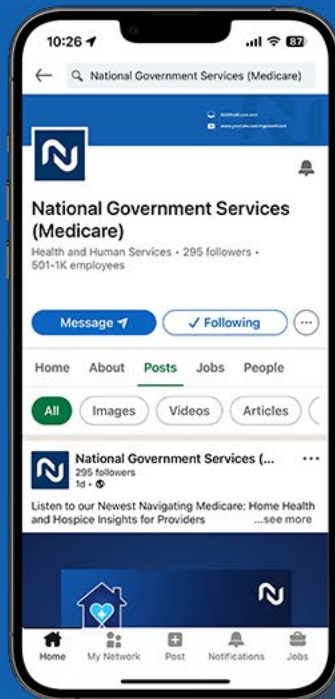 10:26
87
National Government Services (Medicare)
National Government Services
(Medicare)
Health and Human Services • 295 followers •
501-1K employees
Message
Following
Home About Posts Jobs People
All Images Videos Articles
National Government Services (...
295 followers
1d •
Listen to our Newest Navigating Medicare: Home Health
and Hospice Insights for Providers ...see more
Home My Network Post Notifications Jobs